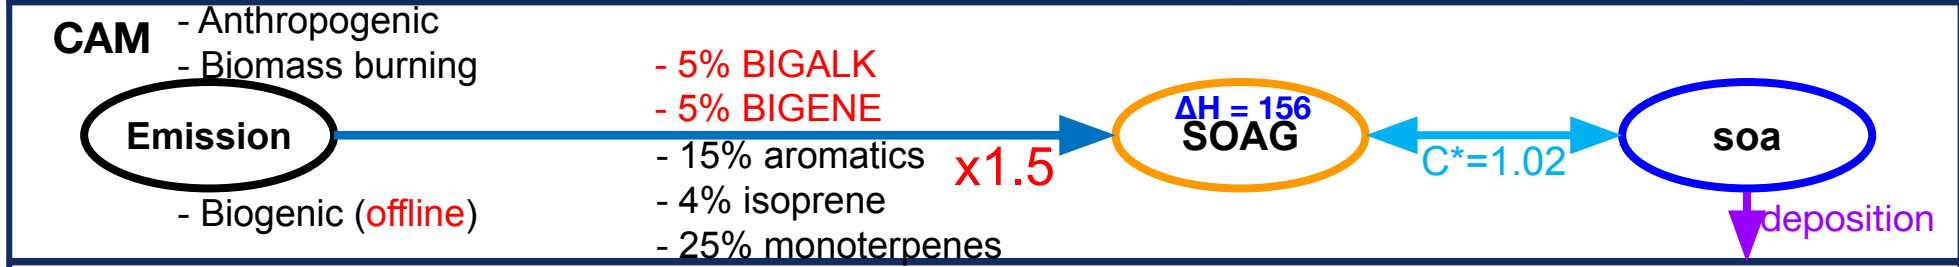 CAM
- Anthropogenic
- Biomass burning
Emission
- Biogenic (offline)
- 5% BIGALK
- 5% BIGENE
- 15% aromatics
- 4% isoprene
- 25% monoterpenes
x1.5
ΔH = 156
SOAG
C*=1.02
soa
deposition